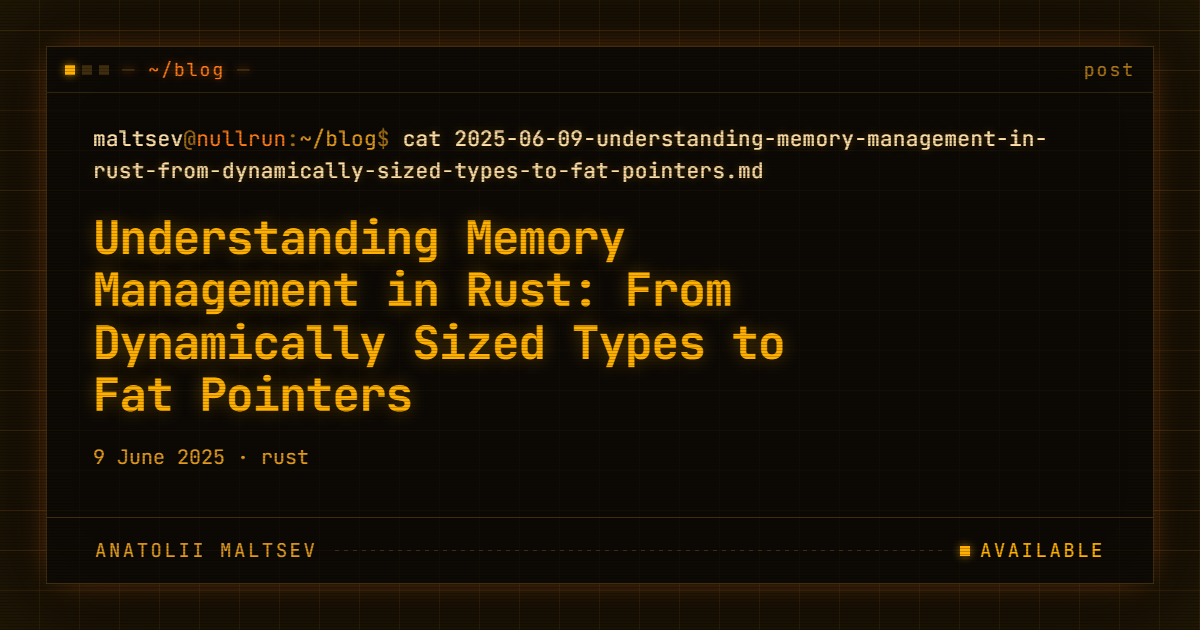 — ~/blog —
post
maltsev@nullrun:~/blog$ cat 2025-06-09-understanding-memory-management-in-
rust-from-dynamically-sized-types-to-fat-pointers.md
Understanding Memory
Management in Rust: From
Dynamically Sized Types to
Fat Pointers
9 June 2025 · rust
ANATOLII MALTSEV
AVAILABLE